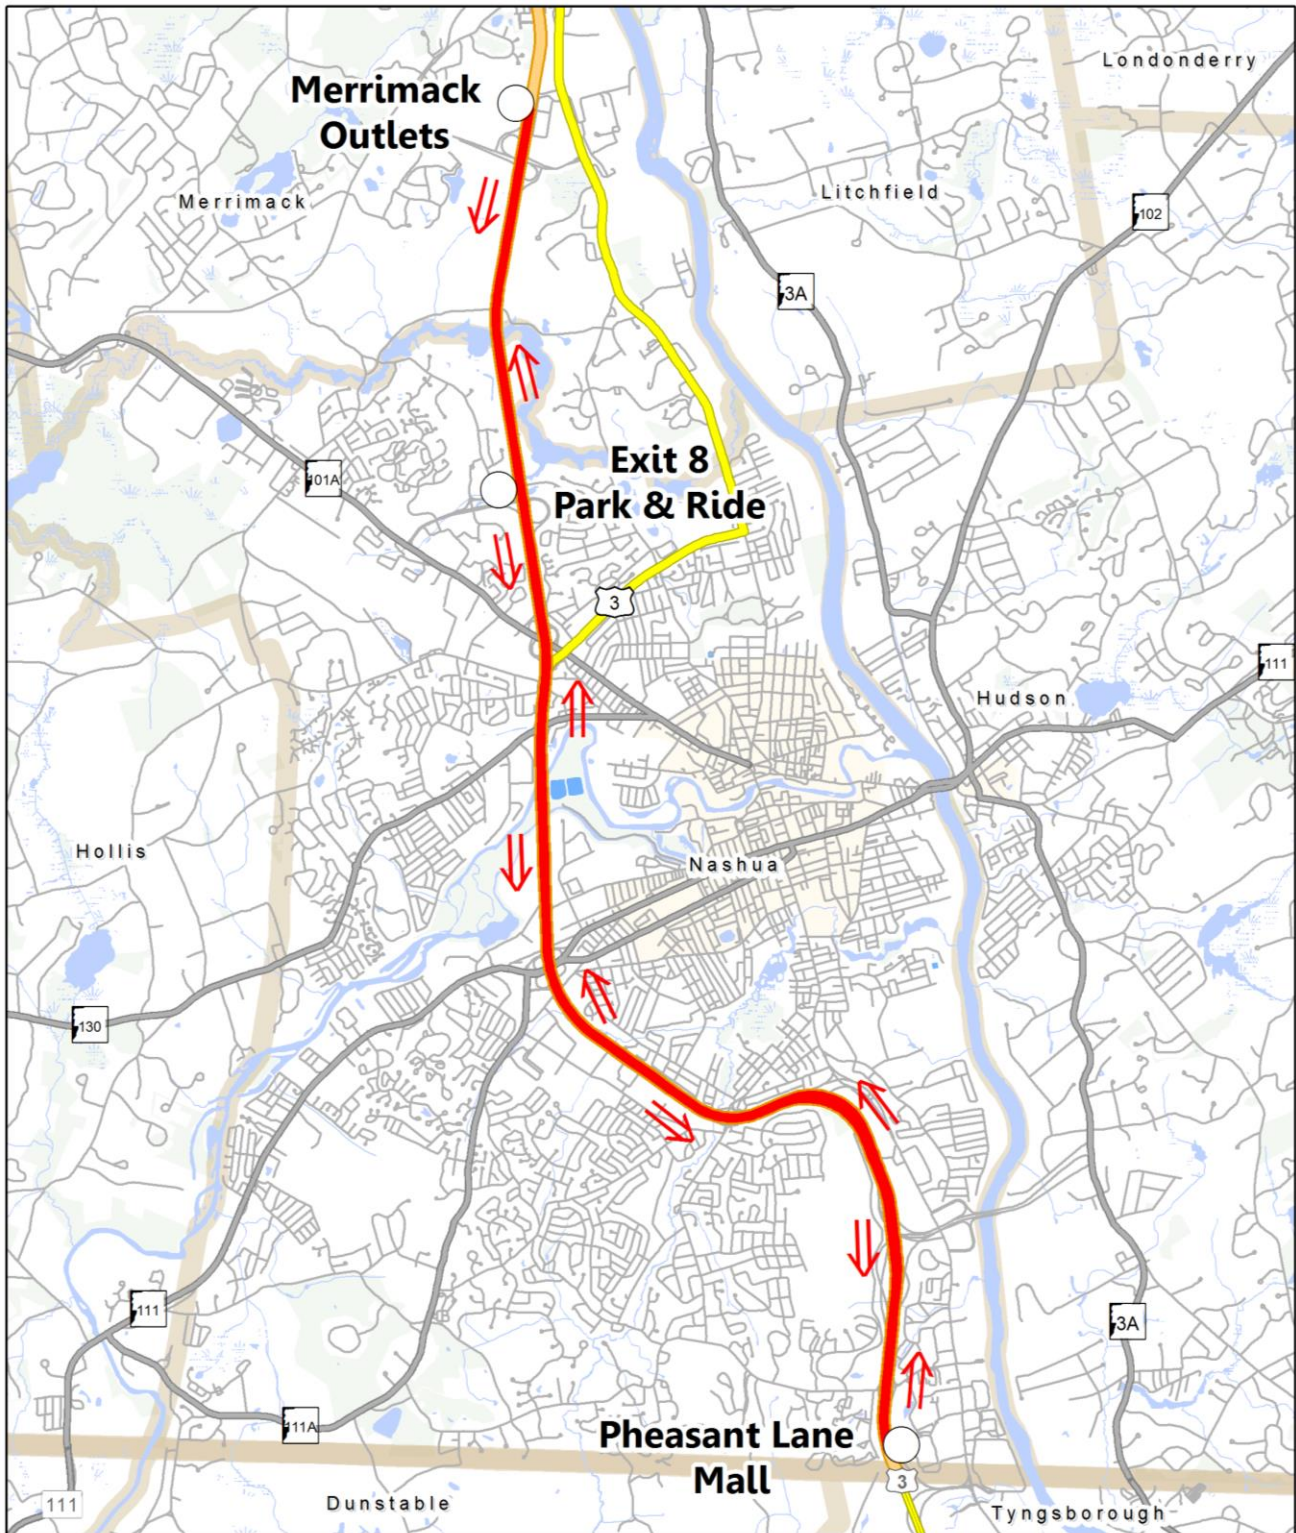 Londonderry
Merrimack
Outlets
Merrimack
Litchfield
102
3A
Exit 8
Park & Ride
101A
3
111
Hudson
Hollis
Nashua
130
111
3A
111A
Pheasant Lane
Mall
3
111
Dunstable
Tyngsborough